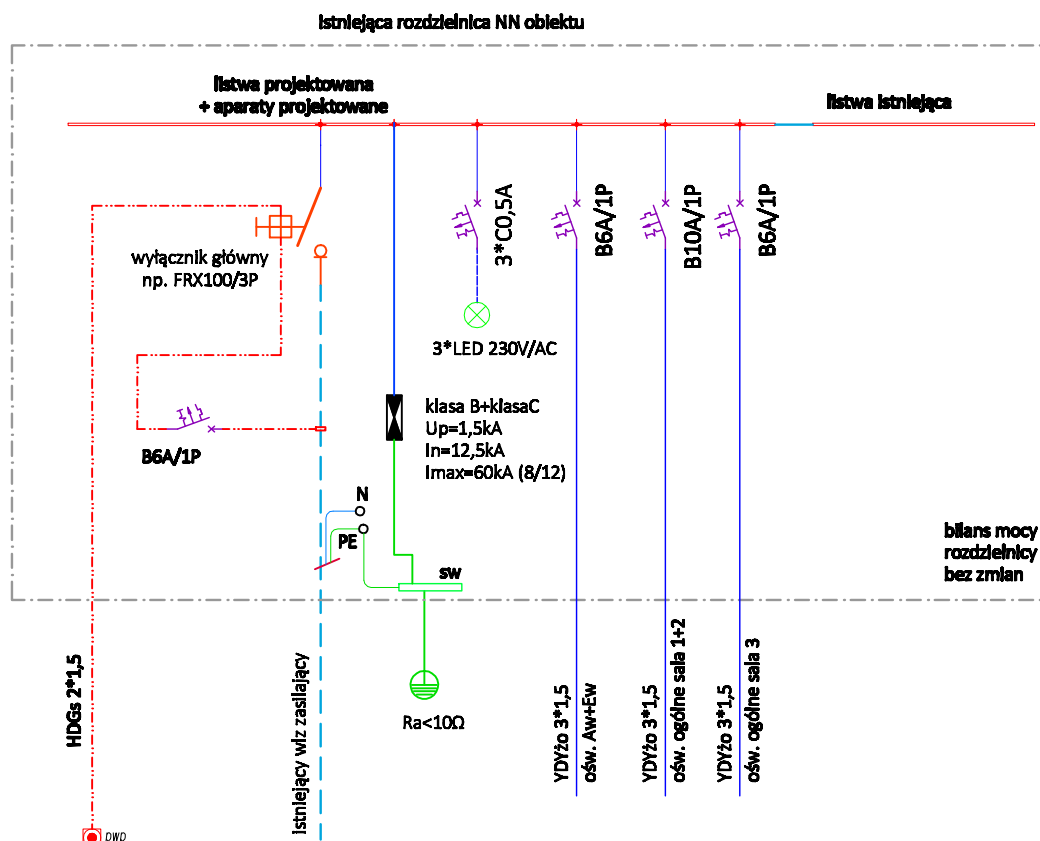 istniejąca rozdzielnica NN obiektu
listwa projektowana
+ aparaty projektowane
listwa istniejąca
wyłącznik główny
np. FRX100/3P
3*C0,5A
B6A/1P
B10A/1P
B6A/1P
3*LED 230V/AC
klasa B+klasaC
Up=1,5kA
In=12,5kA
Imax=60kA (8/12)
B6A/1P
N
PE
sw
bilans mocy
rozdzielnicy
bez zmian
HDGs 2*1,5
istniejący wlz zasilający
Ra<10Ω
YDYżo 3*1,5
ośw. Aw+Ew
YDYżo 3*1,5
ośw. ogólne sala 1+2
YDYżo 3*1,5
ośw. ogólne sala 3
DWD